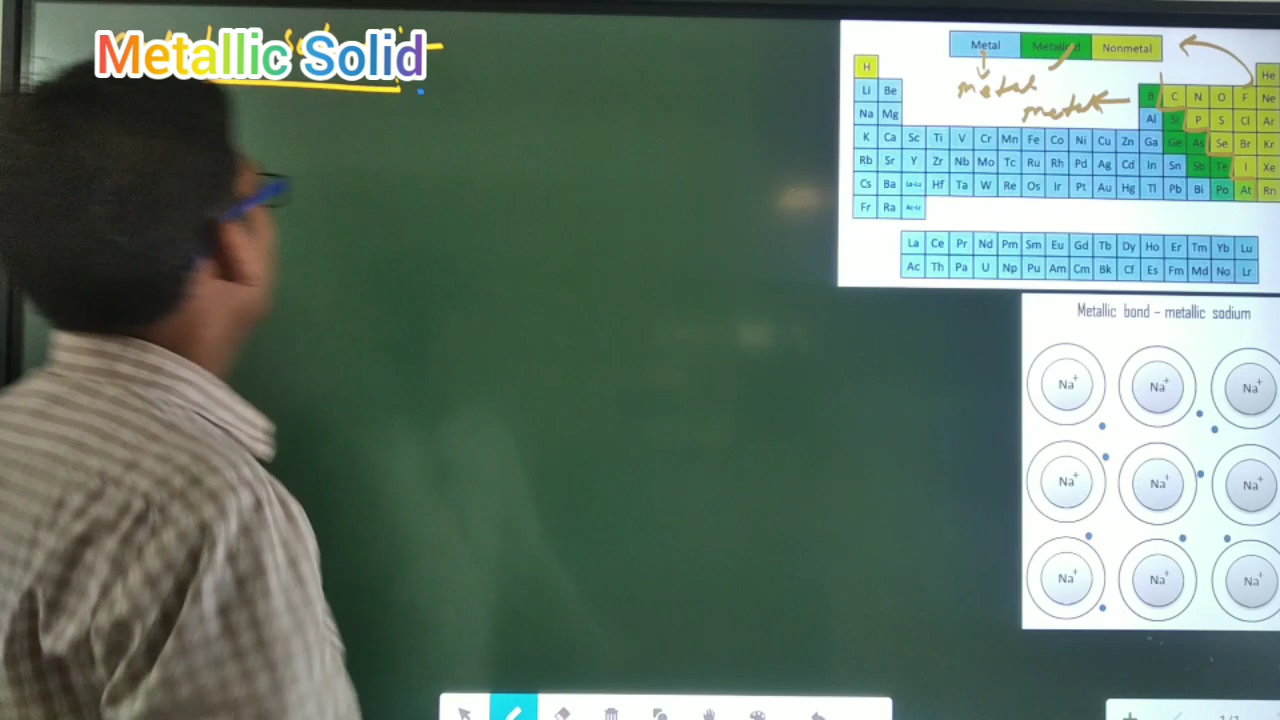 Metallic Solid
Metal Metalloid Nonmetal
metal
metal
H He
Li Be B C N O F Ne
Na Mg Al Si P S Cl Ar
K Ca Sc Ti V Cr Mn Fe Co Ni Cu Zn Ga Ge As Se Br Kr
Rb Sr Y Zr Nb Mo Tc Ru Rh Pd Ag Cd In Sn Sb Te I Xe
Cs Ba La-Lu Hf Ta W Re Os Ir Pt Au Hg Tl Pb Bi Po At Rn
Fr Ra Ac-Lr
La Ce Pr Nd Pm Sm Eu Gd Tb Dy Ho Er Tm Yb Lu
Ac Th Pa U Np Pu Am Cm Bk Cf Es Fm Md No Lr
Metallic bond – metallic sodium
Na+ Na+ Na+
Na+ Na+ Na+
Na+ Na+ Na+